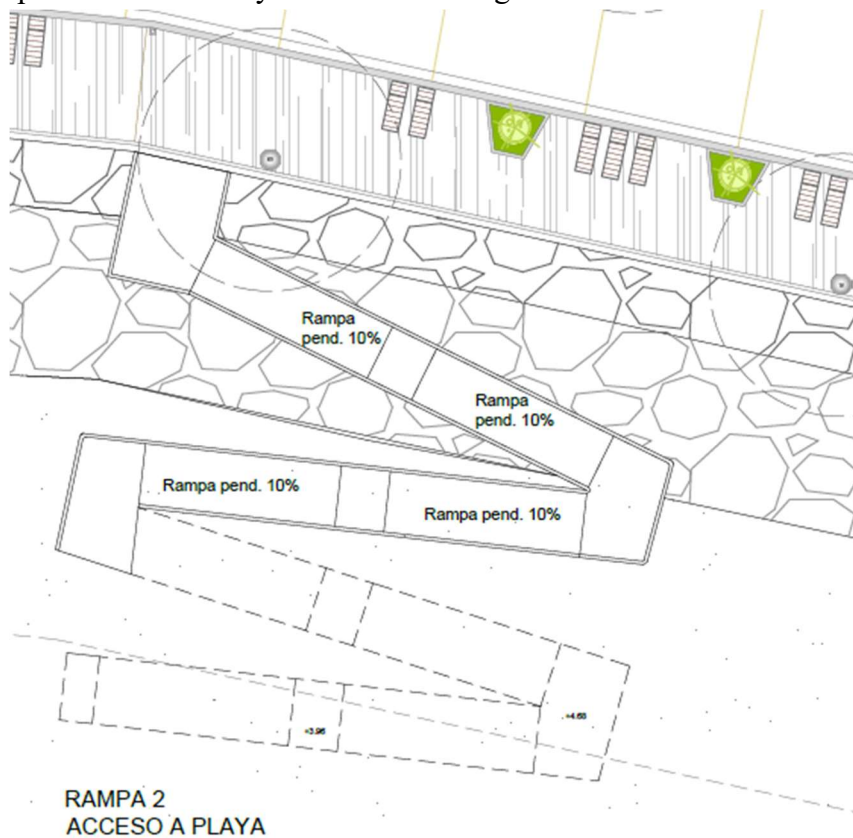 Rampa
pend. 10%
Rampa
pend. 10%
Rampa pend. 10%
Rampa pend. 10%
+4.68
+3.96
RAMPA 2
ACCESO A PLAYA